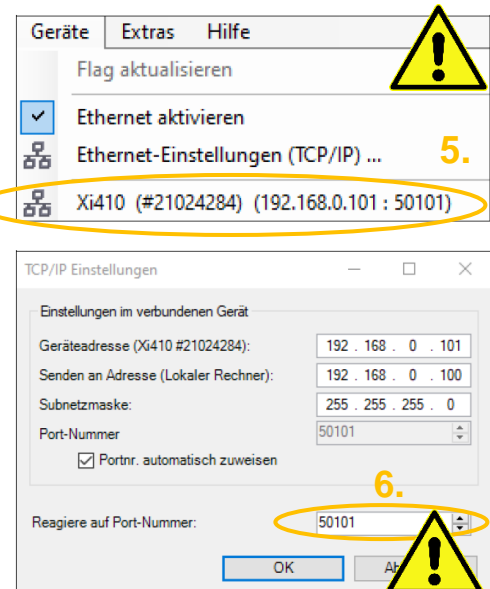 Geräte Extras Hilfe
Flag aktualisieren
Ethernet aktivieren
Ethernet-Einstellungen (TCP/IP) ...
5.
Xi410 (#21024284) (192.168.0.101 : 50101)
TCP/IP Einstellungen
Einstellungen im verbundenen Gerät
Geräteadresse (Xi410 #21024284): 192 . 168 . 0 . 101
Senden an Adresse (Lokaler Rechner): 192 . 168 . 0 . 100
Subnetzmaske: 255 . 255 . 255 . 0
Port-Nummer 50101
Portnr. automatisch zuweisen
6.
Reagiere auf Port-Nummer: 50101
OK